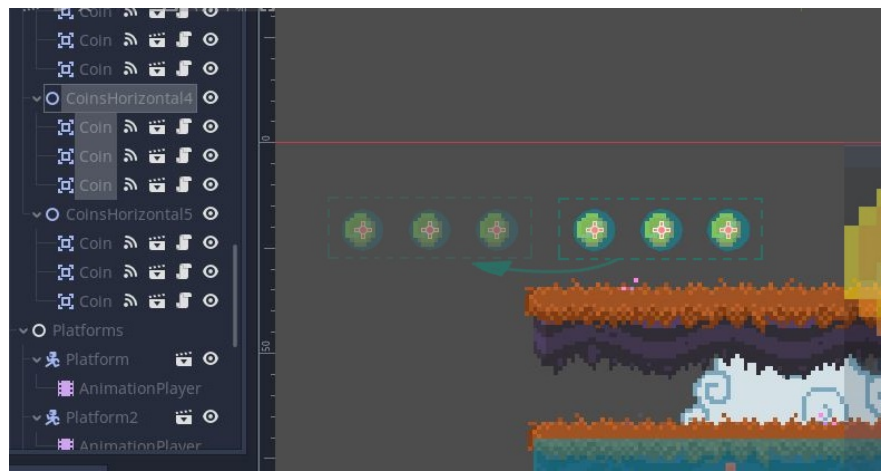 Coin
Coin
Coin
CoinsHorizontal4
Coin
Coin
Coin
CoinsHorizontal5
Coin
Coin
Coin
Platforms
Platform
AnimationPlayer
Platform2
AnimationPlayer
0
50